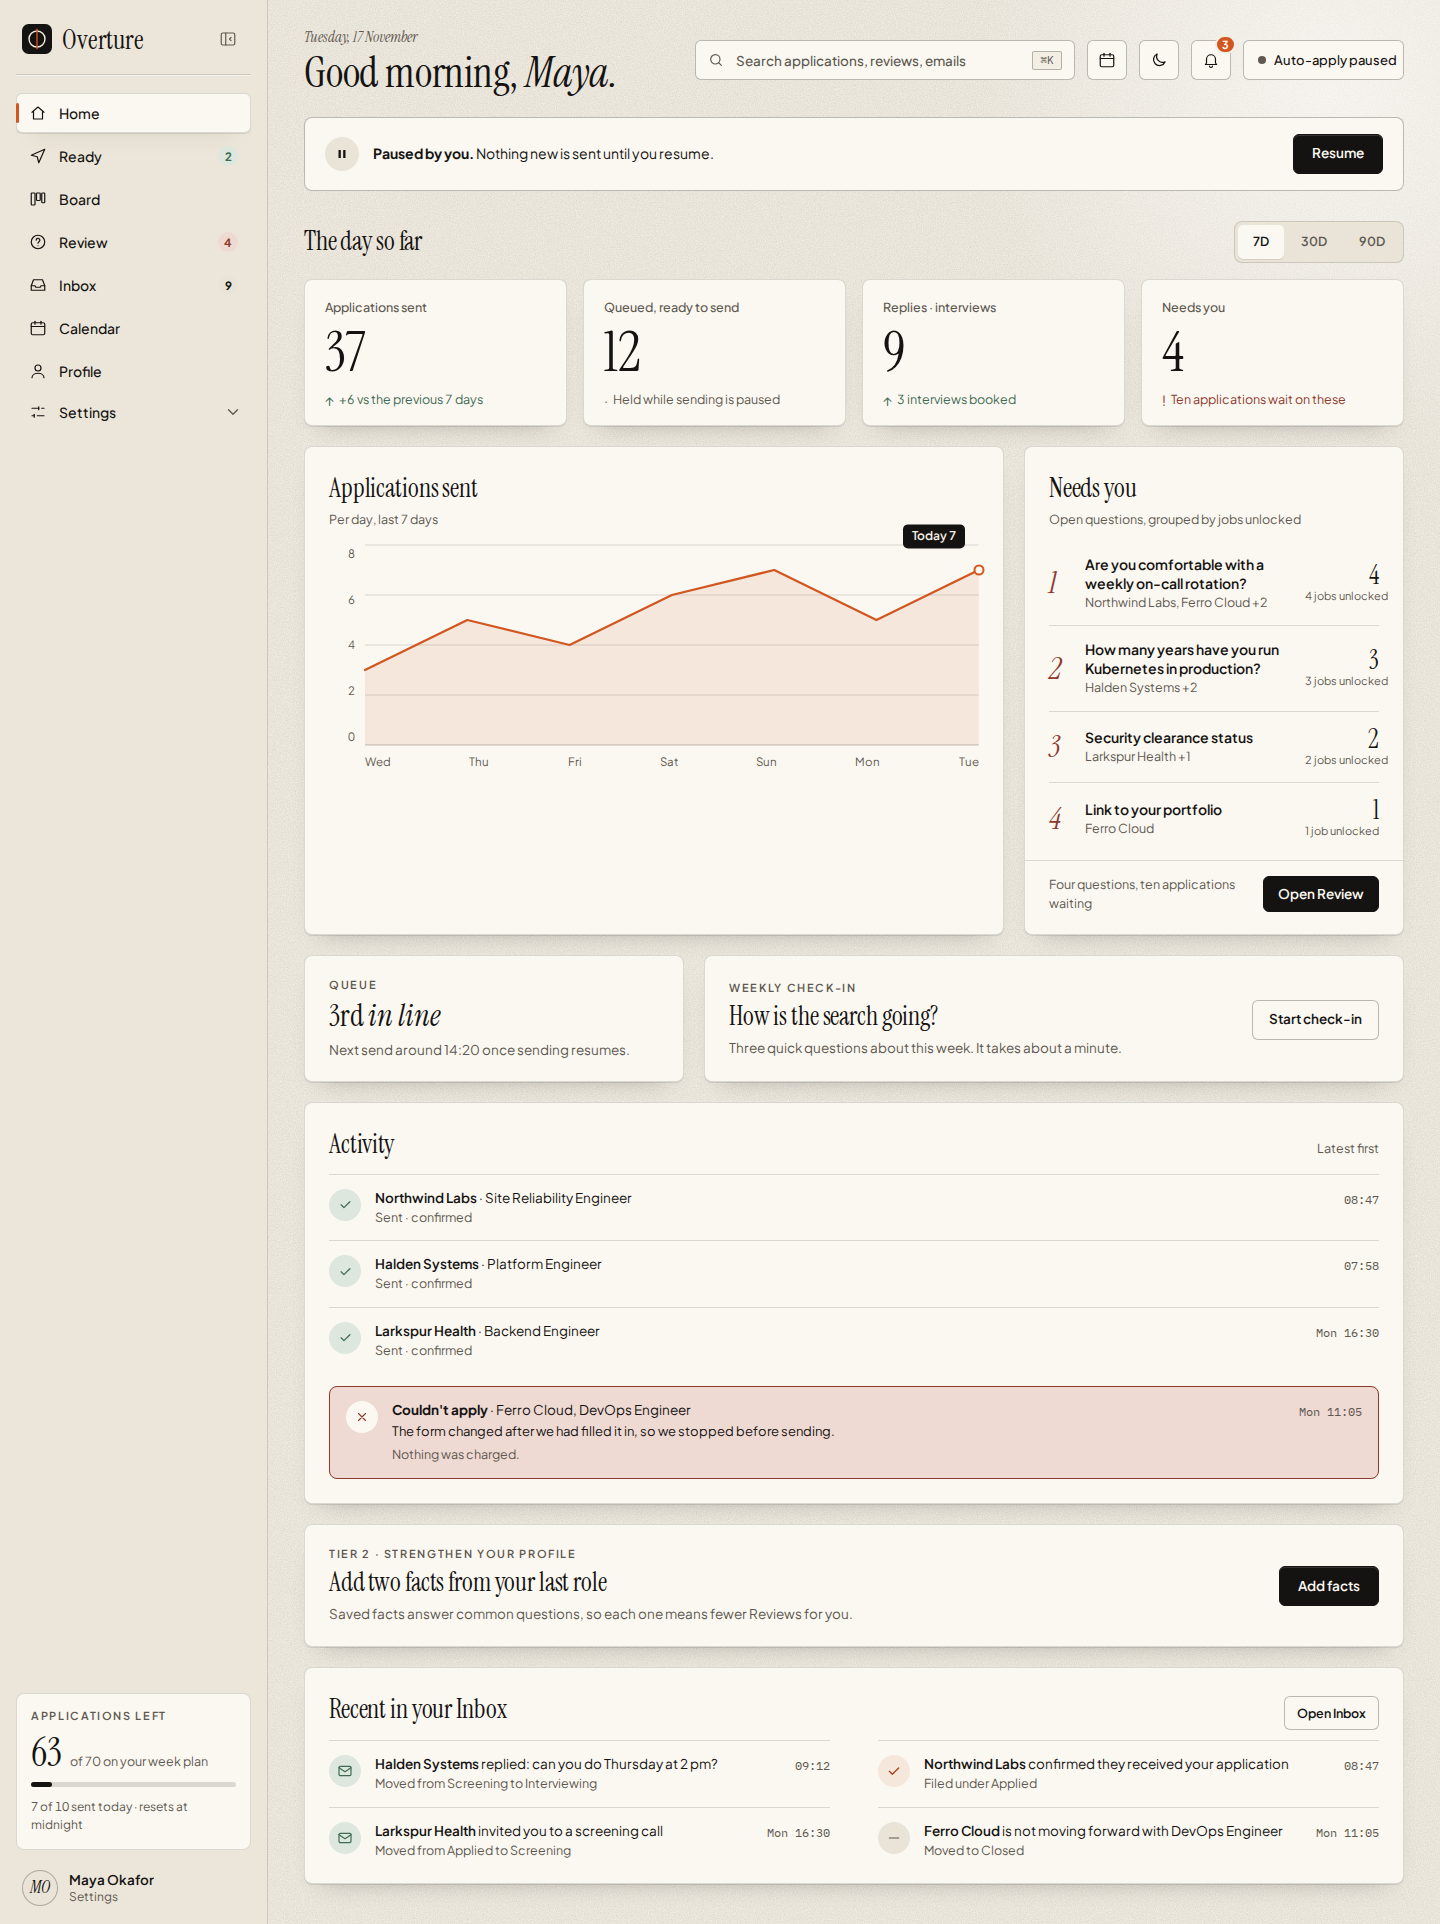 Overture
Home
Ready 2
Board
Review 4
Inbox 9
Calendar
Profile
Settings
APPLICATIONS LEFT
63 of 70 on your week plan
7 of 10 sent today · resets at
midnight
MO
Maya Okafor
Settings
Tuesday, 17 November
Good morning, Maya.
Search applications, reviews, emails ⌘K
3
Auto-apply paused
Paused by you. Nothing new is sent until you resume.
Resume
The day so far
7D 30D 90D
Applications sent
37
↑ +6 vs the previous 7 days
Queued, ready to send
12
· Held while sending is paused
Replies · interviews
9
↑ 3 interviews booked
Needs you
4
! Ten applications wait on these
Applications sent
Per day, last 7 days
Today 7
8
6
4
2
0
Wed Thu Fri Sat Sun Mon Tue
Needs you
Open questions, grouped by jobs unlocked
1
Are you comfortable with a
weekly on-call rotation?
Northwind Labs, Ferro Cloud +2
4
4 jobs unlocked
2
How many years have you run
Kubernetes in production?
Halden Systems +2
3
3 jobs unlocked
3
Security clearance status
Larkspur Health +1
2
2 jobs unlocked
4
Link to your portfolio
Ferro Cloud
1
1 job unlocked
Four questions, ten applications
waiting
Open Review
QUEUE
3rd in line
Next send around 14:20 once sending resumes.
WEEKLY CHECK-IN
How is the search going?
Three quick questions about this week. It takes about a minute.
Start check-in
Activity
Latest first
Northwind Labs · Site Reliability Engineer
Sent · confirmed
08:47
Halden Systems · Platform Engineer
Sent · confirmed
07:58
Larkspur Health · Backend Engineer
Sent · confirmed
Mon 16:30
Couldn't apply · Ferro Cloud, DevOps Engineer
The form changed after we had filled it in, so we stopped before sending.
Nothing was charged.
Mon 11:05
TIER 2 · STRENGTHEN YOUR PROFILE
Add two facts from your last role
Saved facts answer common questions, so each one means fewer Reviews for you.
Add facts
Recent in your Inbox
Open Inbox
Halden Systems replied: can you do Thursday at 2 pm?
Moved from Screening to Interviewing
09:12
Northwind Labs confirmed they received your application
Filed under Applied
08:47
Larkspur Health invited you to a screening call
Moved from Applied to Screening
Mon 16:30
Ferro Cloud is not moving forward with DevOps Engineer
Moved to Closed
Mon 11:05